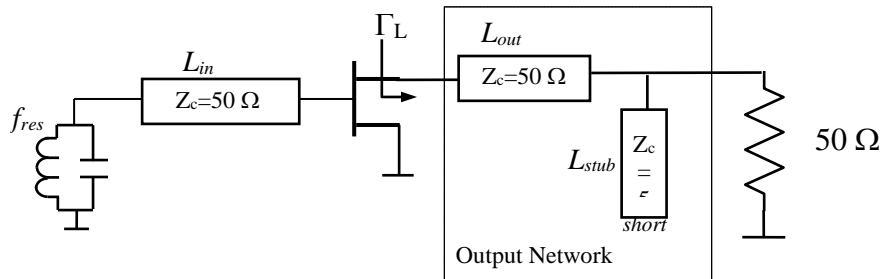 Γ_L
L_out
L_in
Z_c=50 Ω
Z_c=50 Ω
f_res
50 Ω
L_stub
Z_c
=
short
Output Network